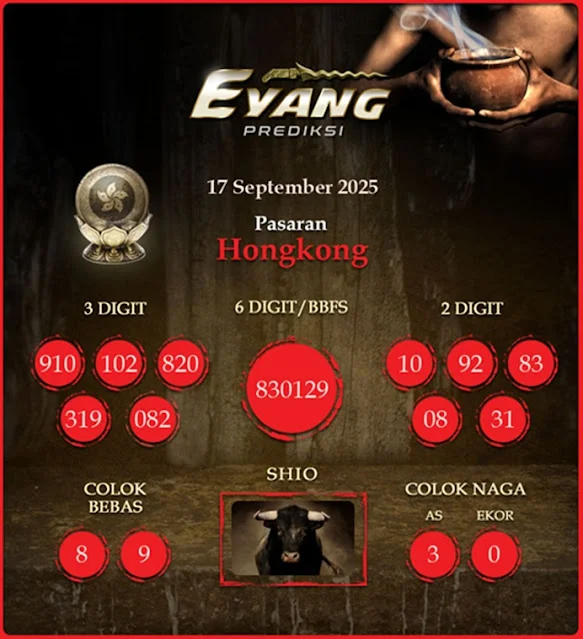 EYANG
PREDIKSI
17 September 2025
Pasaran
Hongkong
3 DIGIT
910 102 820
319 082
6 DIGIT/BBFS
830129
2 DIGIT
10 92 83
08 31
COLOK
BEBAS
8 9
SHIO
COLOK NAGA
AS EKOR
3 0